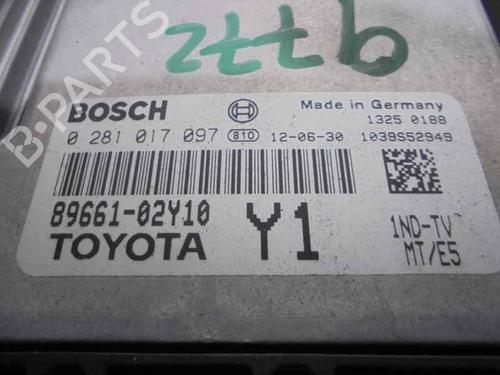 B-PARTS
9772
BOSCH
Made in Germany
1325 0188
0 281 017 097 810 12-06-30 1039S52949
89661-02Y10
TOYOTA
Y1
1ND-TV
MT/E5